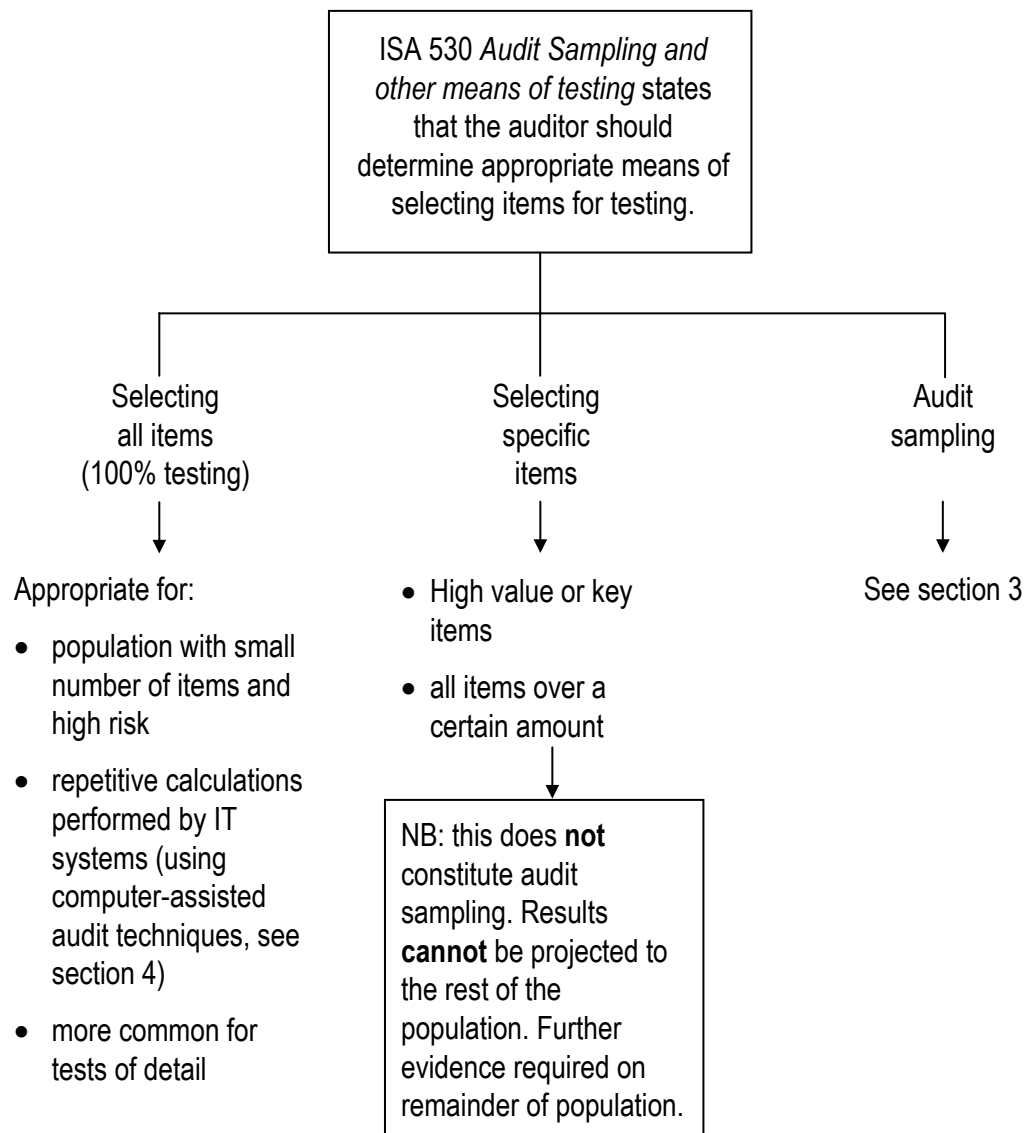 ISA 530 Audit Sampling and
other means of testing states
that the auditor should
determine appropriate means of
selecting items for testing.
Selecting
all items
(100% testing)
Selecting
specific
items
Audit
sampling
Appropriate for:
• population with small
number of items and
high risk
• repetitive calculations
performed by IT
systems (using
computer-assisted
audit techniques, see
section 4)
• more common for
tests of detail
• High value or key
items
• all items over a
certain amount
NB: this does not
constitute audit
sampling. Results
cannot be projected to
the rest of the
population. Further
evidence required on
remainder of population.
See section 3